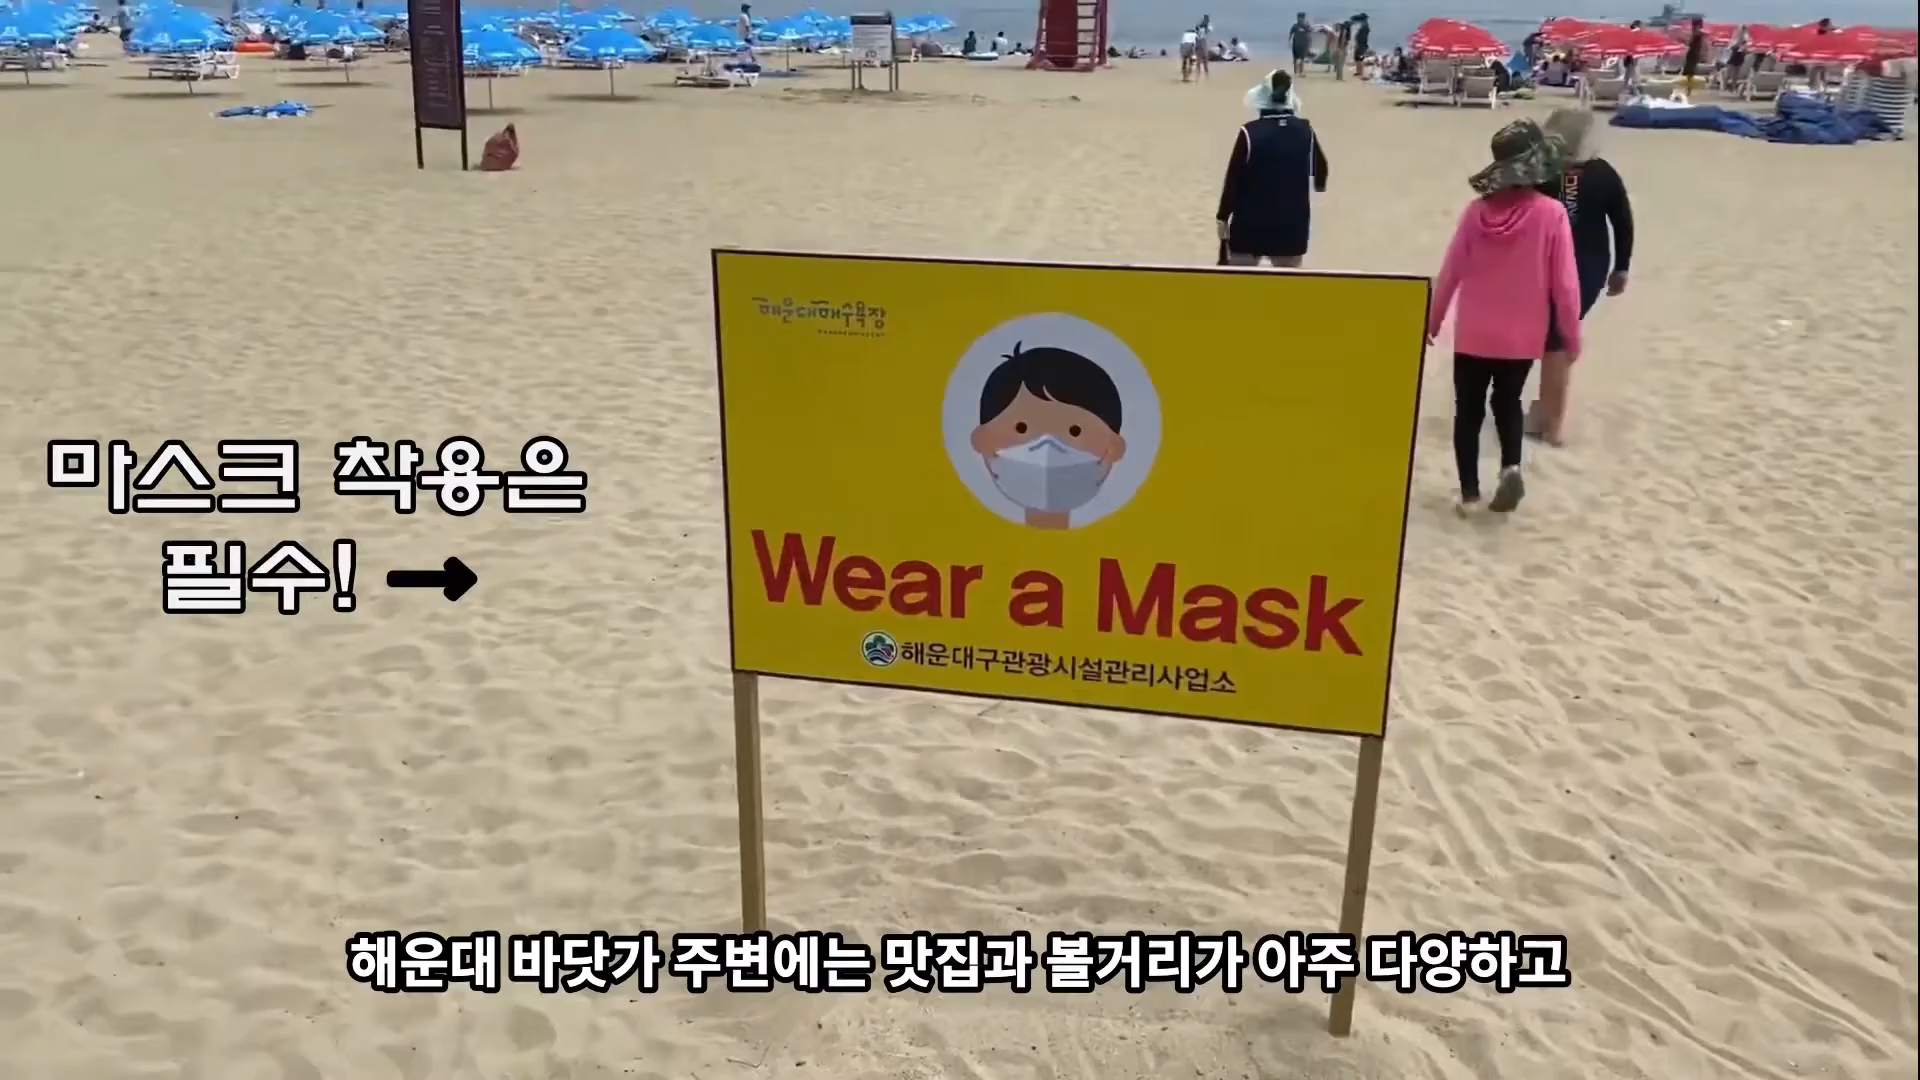 해운대해수욕장
마스크 착용은
필수! →
Wear a Mask
해운대구관광시설관리사업소
해운대 바닷가 주변에는 맛집과 볼거리가 아주 다양하고